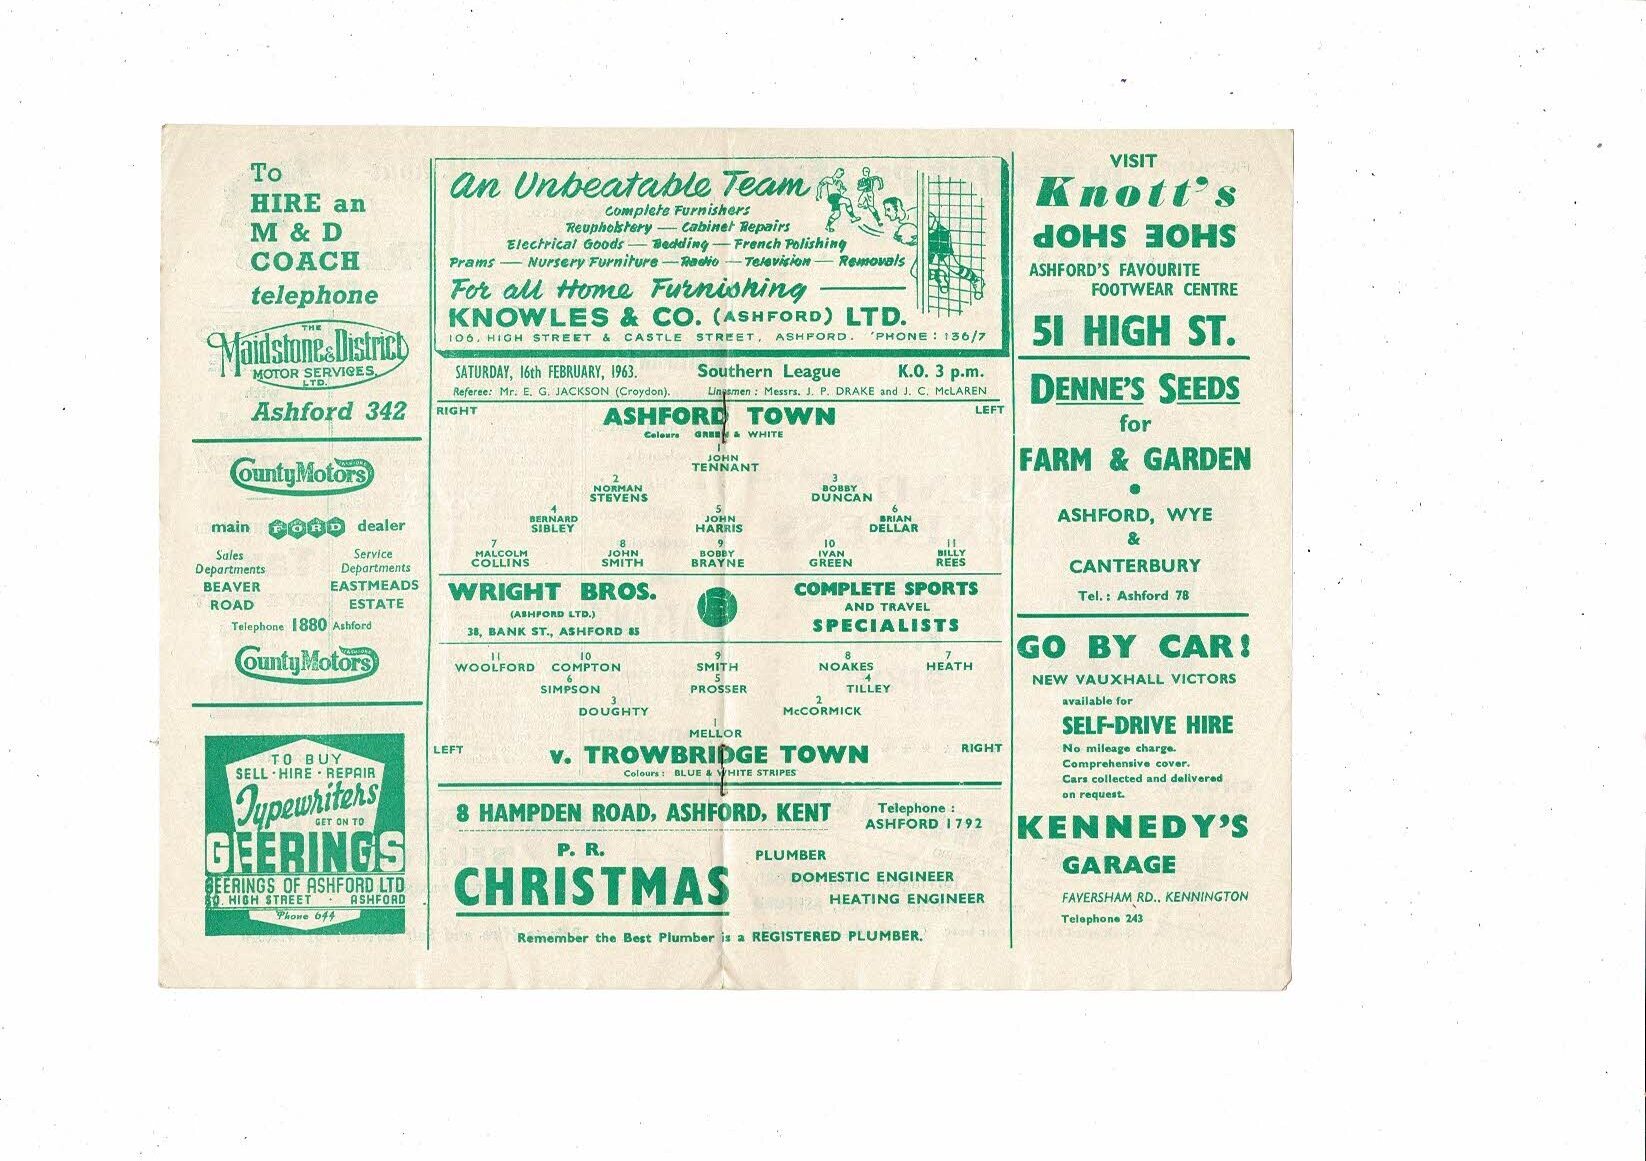 To
HIRE an
M & D
COACH
telephone
THE
Maidstone & District
MOTOR SERVICES,
LTD.
Ashford 342
County Motors
(ASHFORD)
main FORD dealer
Sales
Departments
BEAVER
ROAD
Service
Departments
EASTMEADS
ESTATE
Telephone 1880 Ashford
County Motors
(ASHFORD)
TO BUY
SELL · HIRE · REPAIR
Typewriters
GET ON TO
GEERINGS
GEERINGS OF ASHFORD LTD
HIGH STREET · ASHFORD
Phone 644
An Unbeatable Team
Complete Furnishers
Reupholstery — Cabinet Repairs
Electrical Goods — Bedding — French Polishing
Prams — Nursery Furniture — Radio — Television — Removals
For all Home Furnishing
KNOWLES & CO. (ASHFORD) LTD.
106, HIGH STREET & CASTLE STREET, ASHFORD. 'PHONE : 136/7
SATURDAY, 16th FEBRUARY, 1963. Southern League K.O. 3 p.m.
Referee: Mr. E. G. JACKSON (Croydon). Linesmen : Messrs. J. P. DRAKE and J. C. McLAREN
RIGHT ASHFORD TOWN LEFT
Colours GREEN & WHITE
1
JOHN
TENNANT
2 3
NORMAN BOBBY
STEVENS DUNCAN
4 5 6
BERNARD JOHN BRIAN
SIBLEY HARRIS DELLAR
7 8 9 10 11
MALCOLM JOHN BOBBY IVAN BILLY
COLLINS SMITH BRAYNE GREEN REES
WRIGHT BROS.
(ASHFORD LTD.)
38, BANK ST., ASHFORD 85
COMPLETE SPORTS
AND TRAVEL
SPECIALISTS
11 10 9 8 7
WOOLFORD COMPTON SMITH NOAKES HEATH
6 5 4
SIMPSON PROSSER TILLEY
3 2
DOUGHTY McCORMICK
1
MELLOR
LEFT v. TROWBRIDGE TOWN RIGHT
Colours : BLUE & WHITE STRIPES
8 HAMPDEN ROAD, ASHFORD, KENT
Telephone :
ASHFORD 1792
P. R.
CHRISTMAS
PLUMBER
DOMESTIC ENGINEER
HEATING ENGINEER
Remember the Best Plumber is a REGISTERED PLUMBER.
VISIT
Knott's
SHOE SHOP
ASHFORD'S FAVOURITE
FOOTWEAR CENTRE
51 HIGH ST.
DENNE'S SEEDS
for
FARM & GARDEN
•
ASHFORD, WYE
&
CANTERBURY
Tel. : Ashford 78
GO BY CAR!
NEW VAUXHALL VICTORS
available for
SELF-DRIVE HIRE
No mileage charge.
Comprehensive cover.
Cars collected and delivered
on request.
KENNEDY'S
GARAGE
FAVERSHAM RD., KENNINGTON
Telephone 243